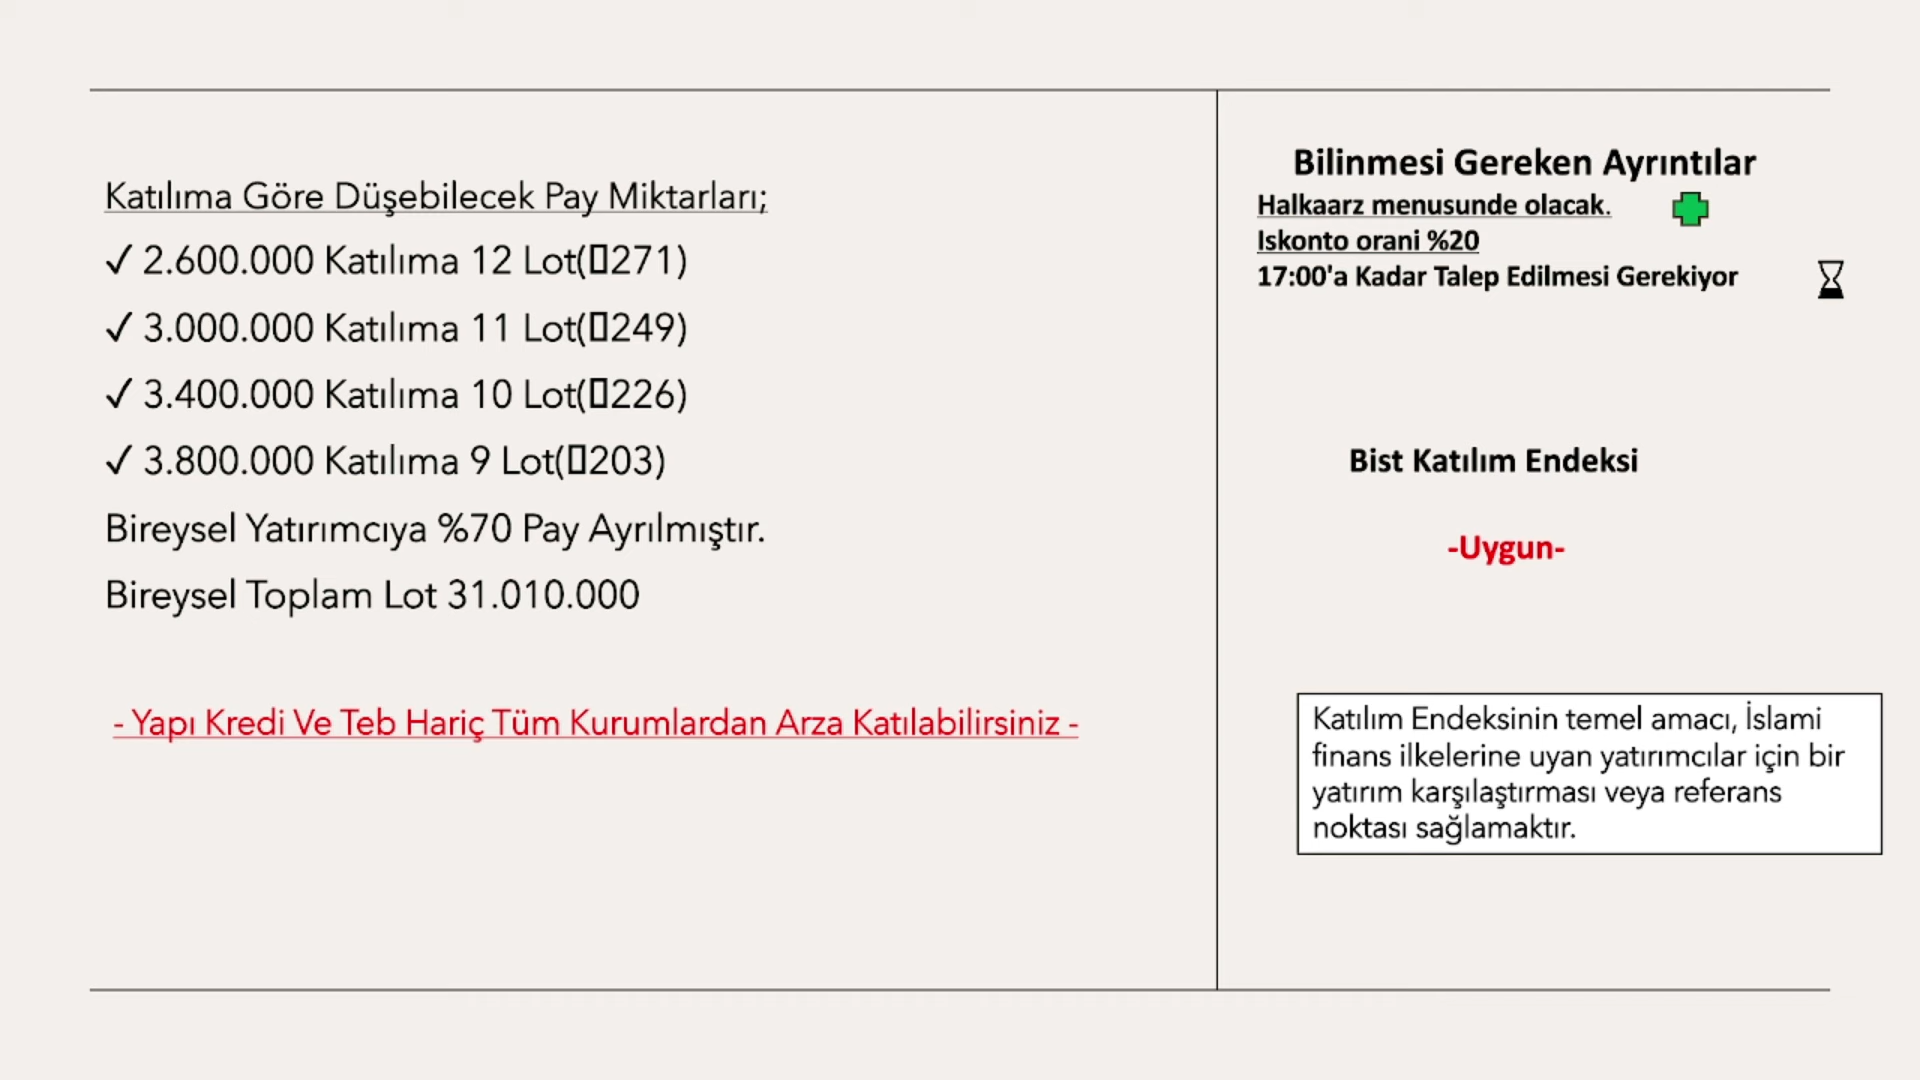 Katılıma Göre Düşebilecek Pay Miktarları;
✓ 2.600.000 Katılıma 12 Lot(▯271)
✓ 3.000.000 Katılıma 11 Lot(▯249)
✓ 3.400.000 Katılıma 10 Lot(▯226)
✓ 3.800.000 Katılıma 9 Lot(▯203)
Bireysel Yatırımcıya %70 Pay Ayrılmıştır.
Bireysel Toplam Lot 31.010.000
- Yapı Kredi Ve Teb Hariç Tüm Kurumlardan Arza Katılabilirsiniz -
Bilinmesi Gereken Ayrıntılar
Halkaarz menusunde olacak.
Iskonto orani %20
17:00'a Kadar Talep Edilmesi Gerekiyor
Bist Katılım Endeksi
-Uygun-
Katılım Endeksinin temel amacı, İslami
finans ilkelerine uyan yatırımcılar için bir
yatırım karşılaştırması veya referans
noktası sağlamaktır.